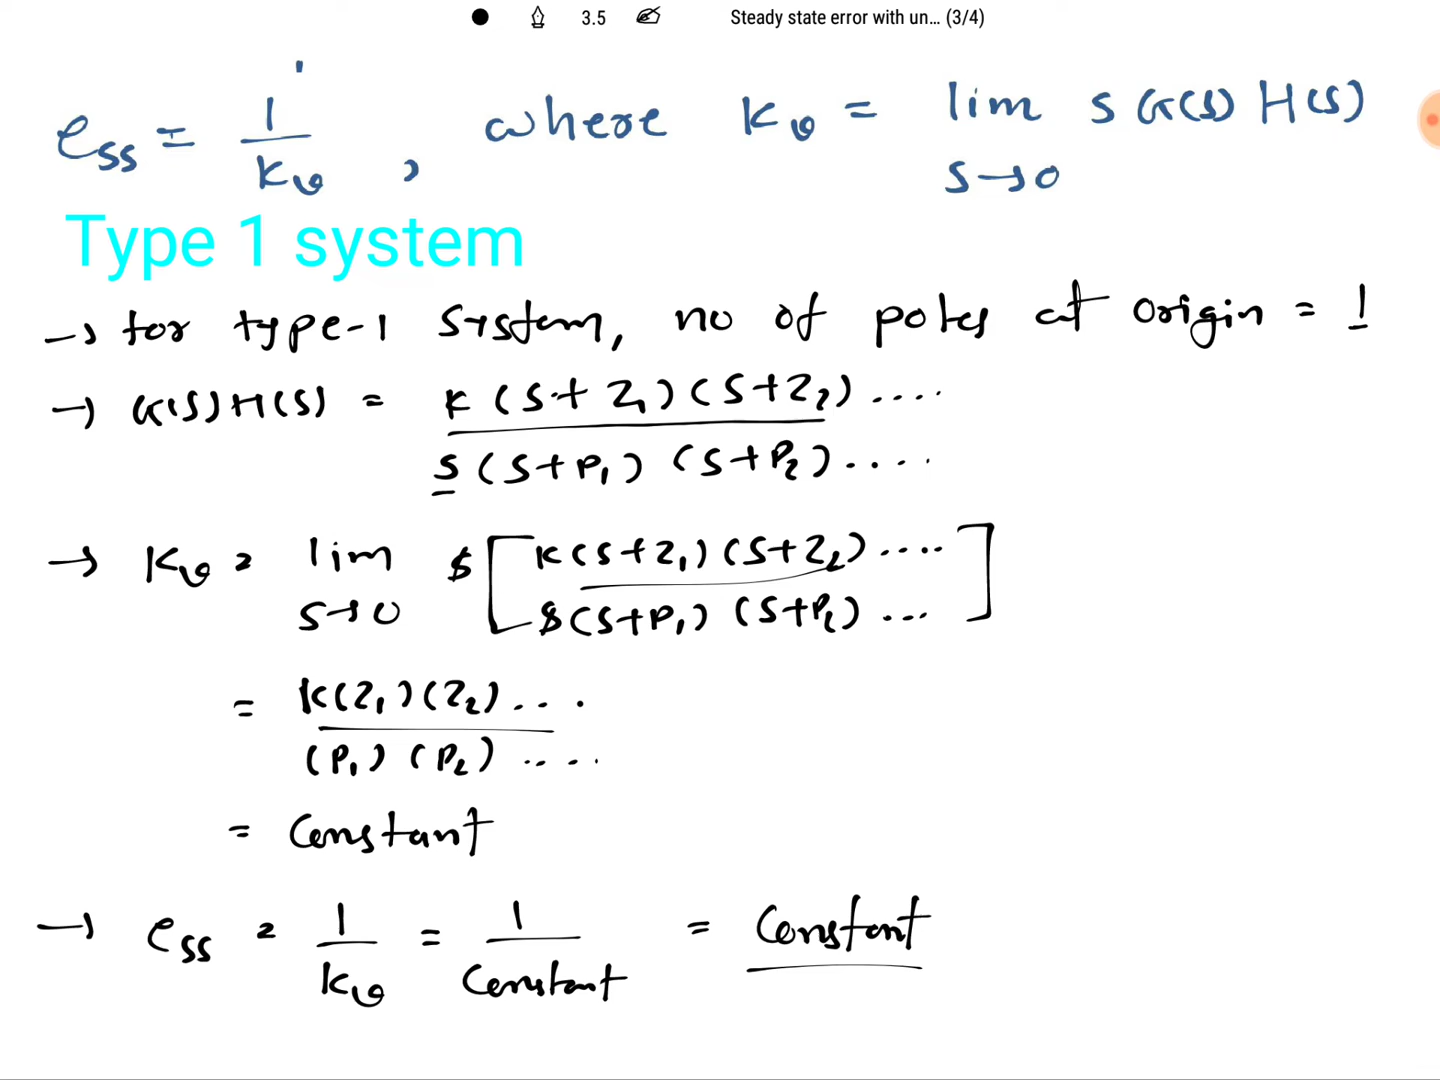 3.5 Steady state error with un... (3/4)
ess = 1/Kv , where Kv = lim s→0 s G(s) H(s)
Type 1 system
→ for type-1 system, no of poles at origin = 1
→ G(s)H(s) = K(s+Z1)(s+Z2).... / s(s+P1)(s+P2)....
→ Kv = lim s→0 s [ K(s+Z1)(s+Z2).... / s(s+P1)(s+P2)... ]
= K(Z1)(Z2)... . / (P1)(P2)....
= Constant
→ ess = 1/Kv = 1/Constant = Constant